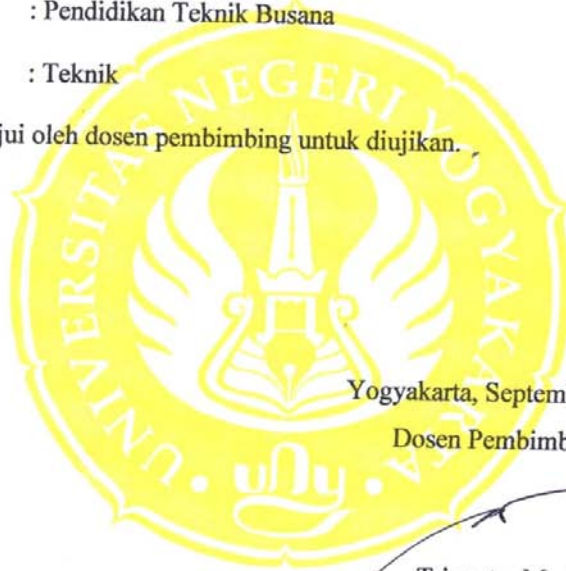 : Pendidikan Teknik Busana
: Teknik
jui oleh dosen pembimbing untuk diujikan.
UNIVERSITAS NEGERI YOGYAKARTA
uny
Yogyakarta, Septem
Dosen Pembimb